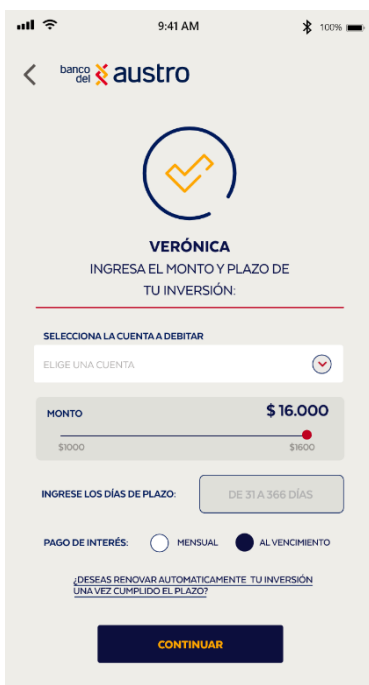 9:41 AM
100%
banco
del austro
VERÓNICA
INGRESA EL MONTO Y PLAZO DE
TU INVERSIÓN:
SELECCIONA LA CUENTA A DEBITAR
ELIGE UNA CUENTA
MONTO $ 16.000
$1000 $1600
INGRESE LOS DÍAS DE PLAZO: DE 31 A 366 DÍAS
PAGO DE INTERÉS: MENSUAL AL VENCIMIENTO
¿DESEAS RENOVAR AUTOMATICAMENTE TU INVERSIÓN
UNA VEZ CUMPLIDO EL PLAZO?
CONTINUAR